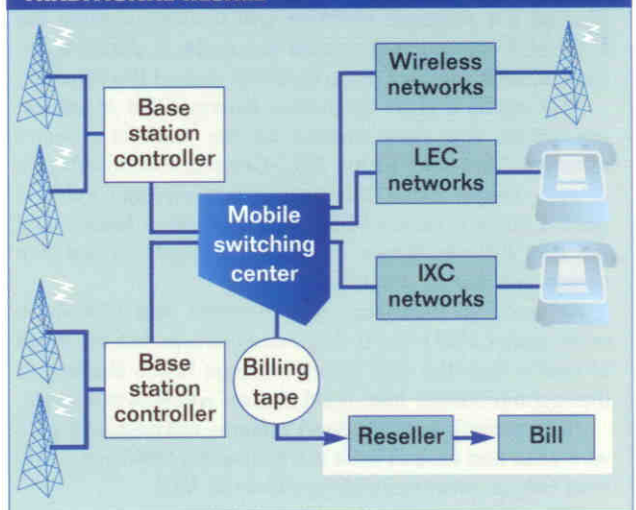 Base
station
controller
Wireless
networks
LEC
networks
Mobile
switching
center
IXC
networks
Base
station
controller
Billing
tape
Reseller
Bill